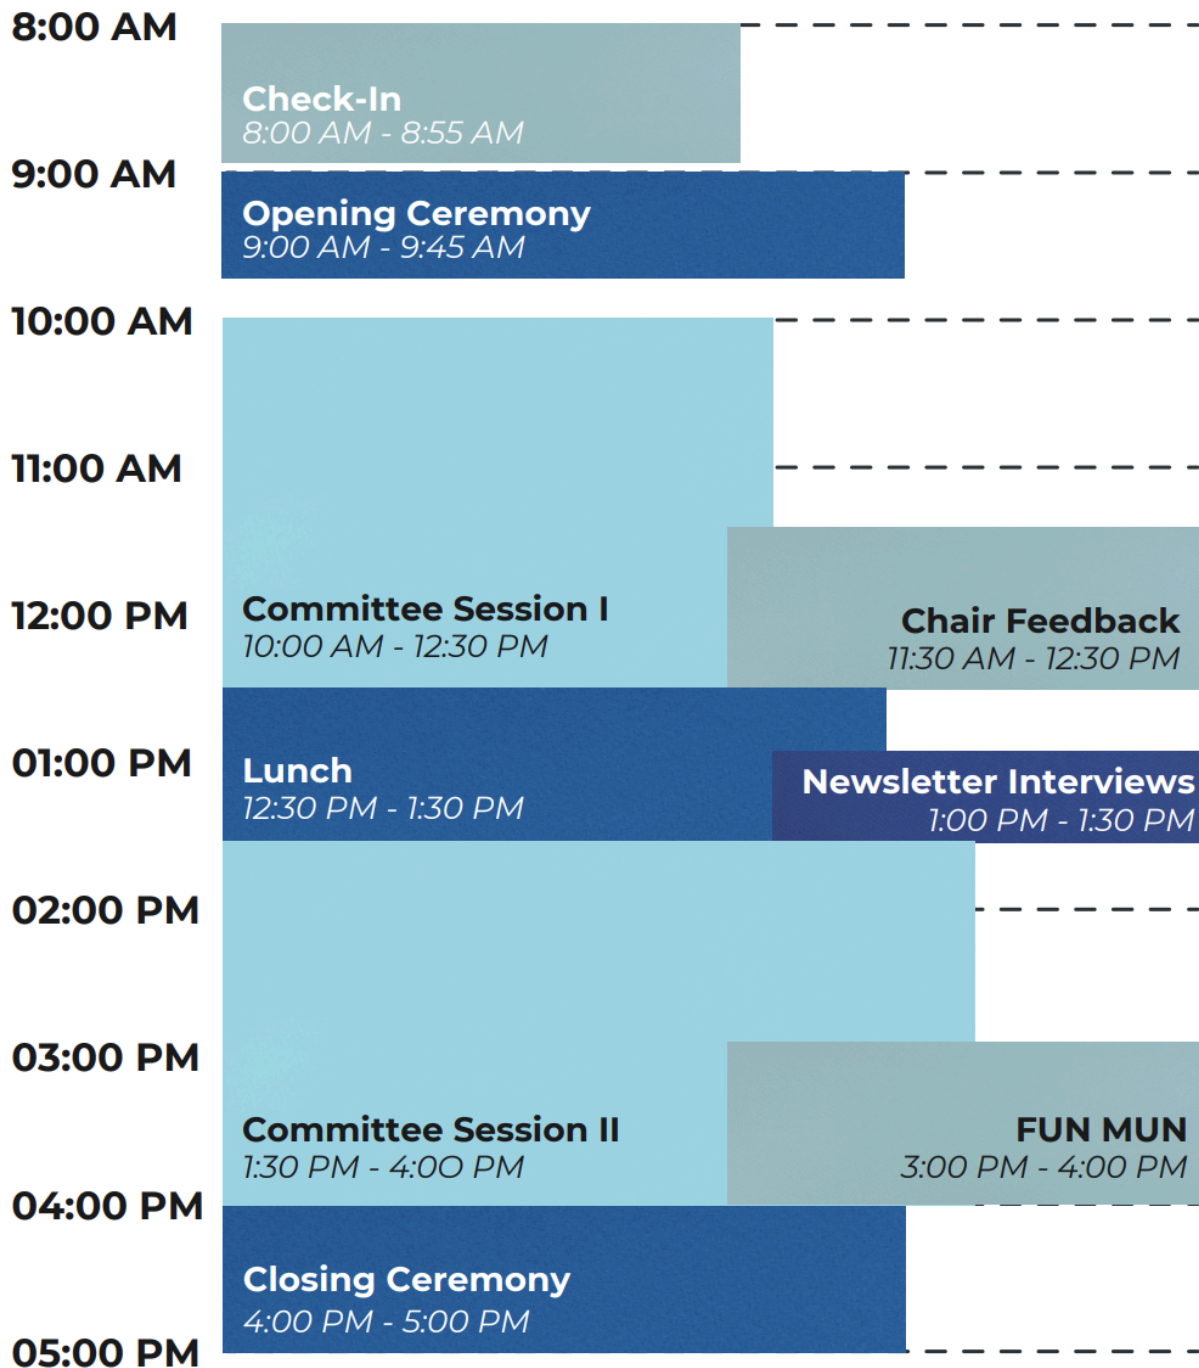 8:00 AM
Check-In
8:00 AM - 8:55 AM
9:00 AM
Opening Ceremony
9:00 AM - 9:45 AM
10:00 AM
11:00 AM
12:00 PM
Committee Session I
10:00 AM - 12:30 PM
Chair Feedback
11:30 AM - 12:30 PM
01:00 PM
Lunch
12:30 PM - 1:30 PM
Newsletter Interviews
1:00 PM - 1:30 PM
02:00 PM
03:00 PM
Committee Session II
1:30 PM - 4:0O PM
FUN MUN
3:00 PM - 4:00 PM
04:00 PM
Closing Ceremony
4:00 PM - 5:00 PM
05:00 PM